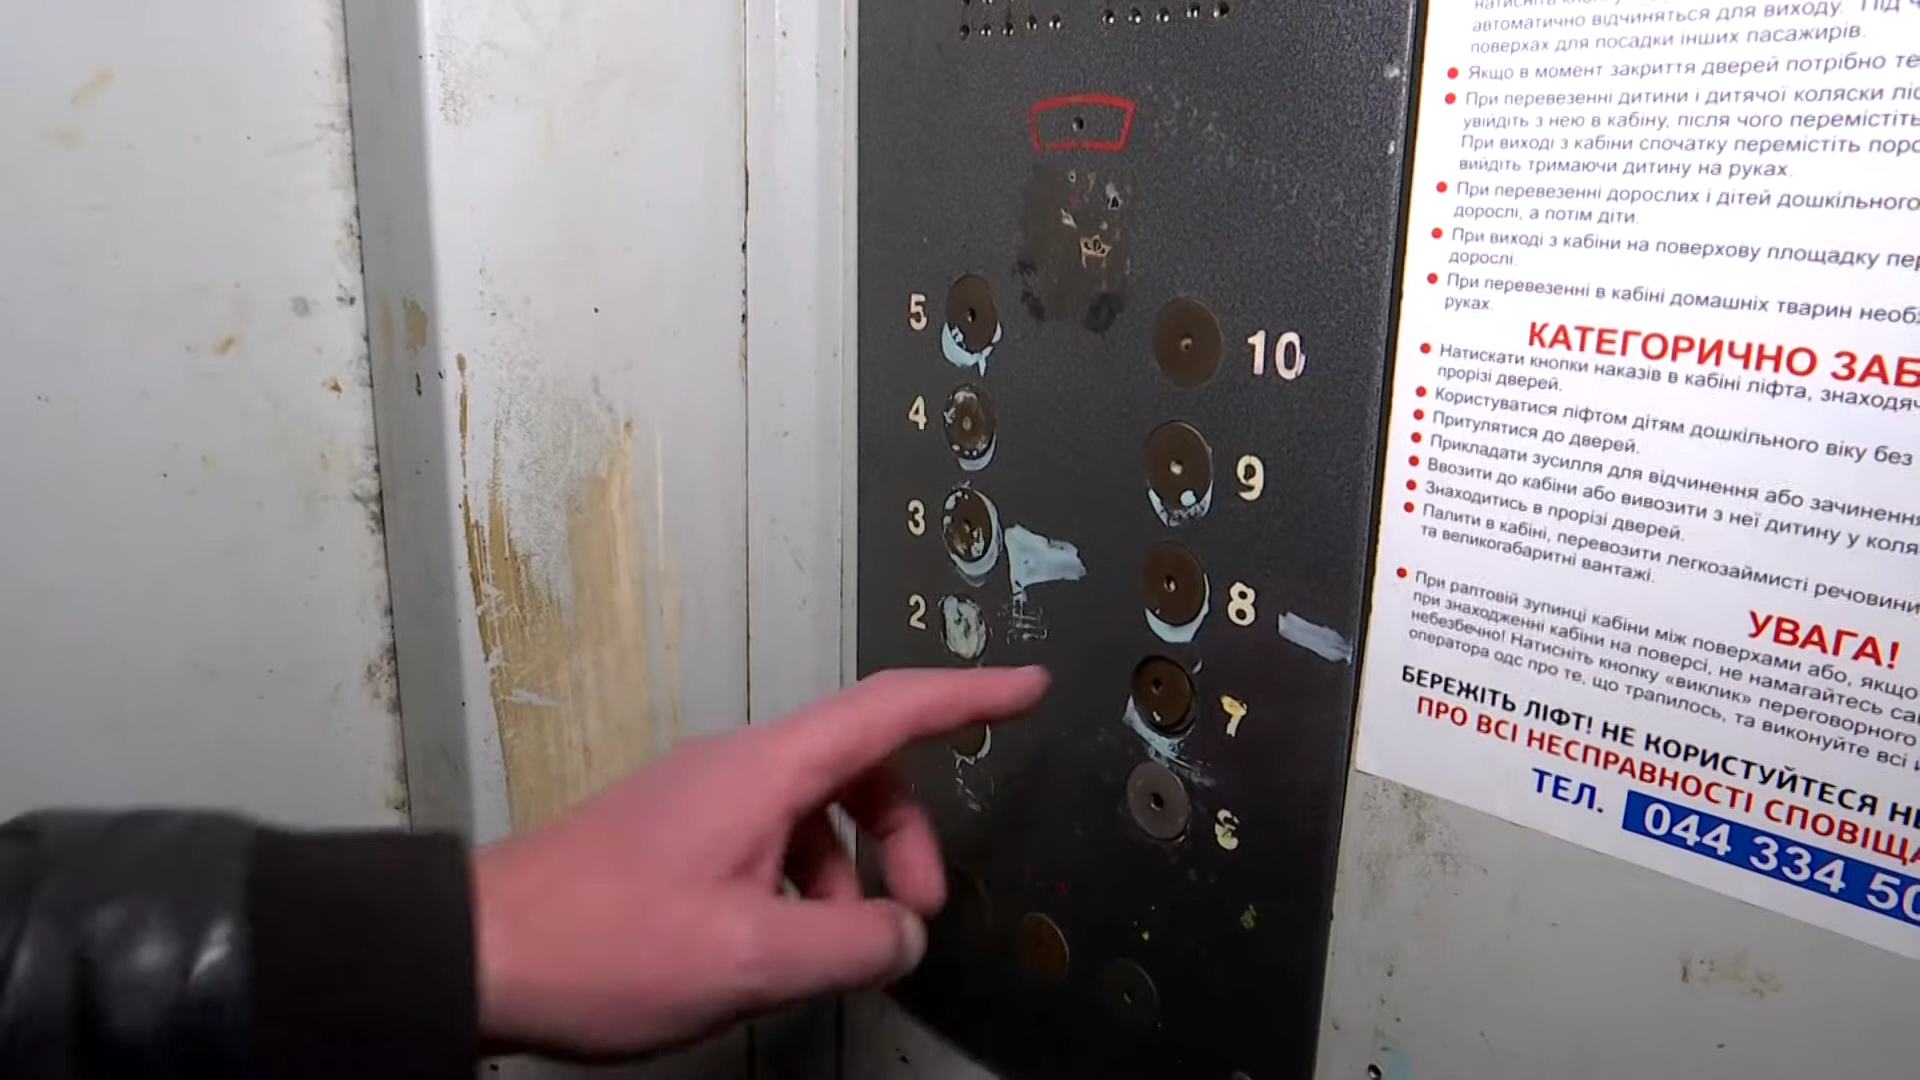 5
10
4
9
3
8
2
7
6
автоматично відчиняться для виходу. Під
поверхах для посадки інших пасажирів.
Якщо в момент закриття дверей потрібно
При перевезенні дитини і дитячої коляски
увійдіть з нею в кабіну, після чого перемістіть
При виході з кабіни спочатку перемістіть
вийдіть тримаючи дитину на руках.
При перевезенні дорослих і дітей дошкільного
дорослі, а потім діти.
При виході з кабіни на поверхову площадку
дорослі.
При перевезенні в кабіні домашніх тварин
руках.
КАТЕГОРИЧНО ЗАБ
Натискати кнопки наказів в кабіні ліфта,
прорізі дверей.
Користуватися ліфтом дітям дошкільного віку без
Притулятися до дверей.
Прикладати зусилля для відчинення або зачинення
Ввозити до кабіни або вивозити з неї дитину у
Знаходитись в прорізі дверей.
Палити в кабіні, перевозити легкозаймисті речовини
та великогабаритні вантажі.
УВАГА!
При раптовій зупинці кабіни між поверхами або, якщо
при знаходженні кабіни на поверсі, не намагайтесь
небезбечно! Натисніть кнопку «виклик» переговорного
оператора одс про те, що трапилось, та виконуйте всі
БЕРЕЖІТЬ ЛІФТ! НЕ КОРИСТУЙТЕСЯ
ПРО ВСІ НЕСПРАВНОСТІ СПОВІЩА
ТЕЛ. 044 334 50